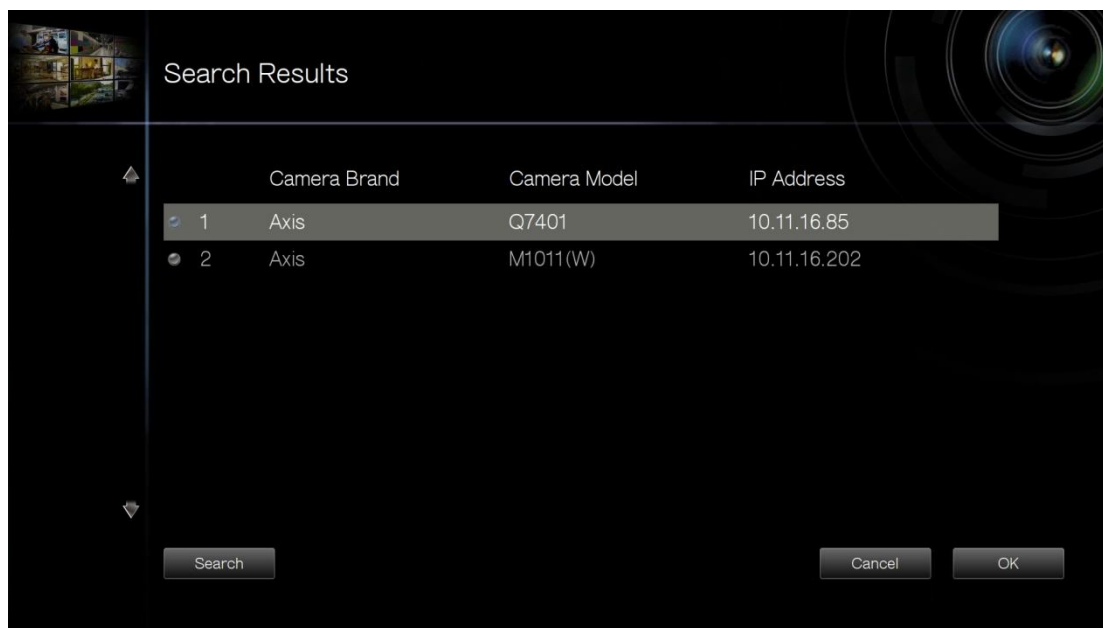 Search Results
Camera Brand Camera Model IP Address
1 Axis Q7401 10.11.16.85
2 Axis M1011(W) 10.11.16.202
Search Cancel OK